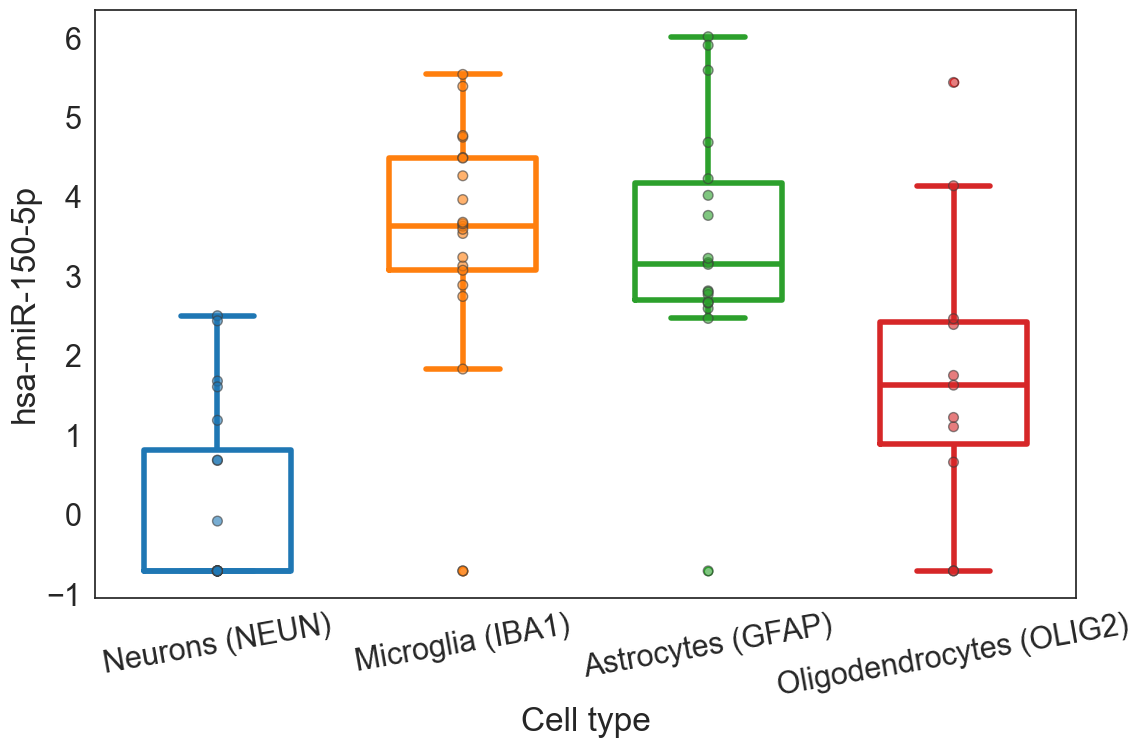 hsa-miR-150-5p
6
5
4
3
2
1
0
−1
Neurons (NEUN)
Microglia (IBA1)
Astrocytes (GFAP)
Oligodendrocytes (OLIG2)
Cell type